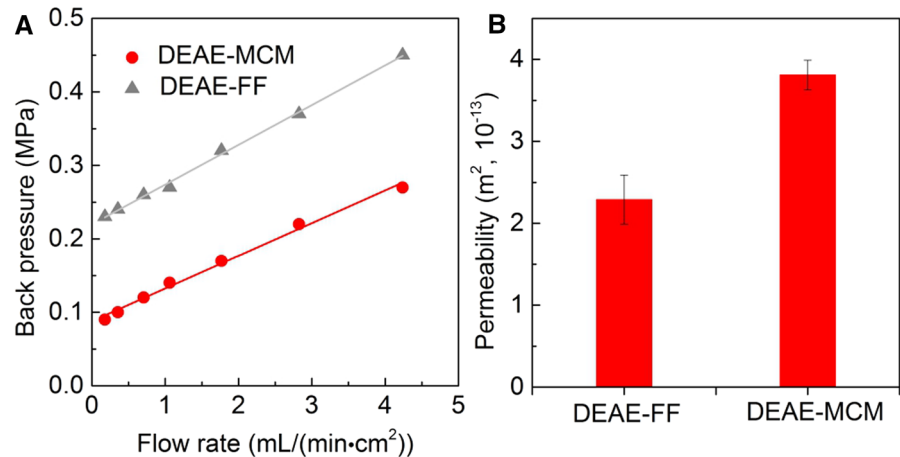 A
DEAE-MCM
DEAE-FF
Back pressure (MPa)
0.5
0.4
0.3
0.2
0.1
0.0
0 1 2 3 4 5
Flow rate (mL/(min•cm²))
B
Permeability (m², 10⁻¹³)
4
3
2
1
0
DEAE-FF DEAE-MCM